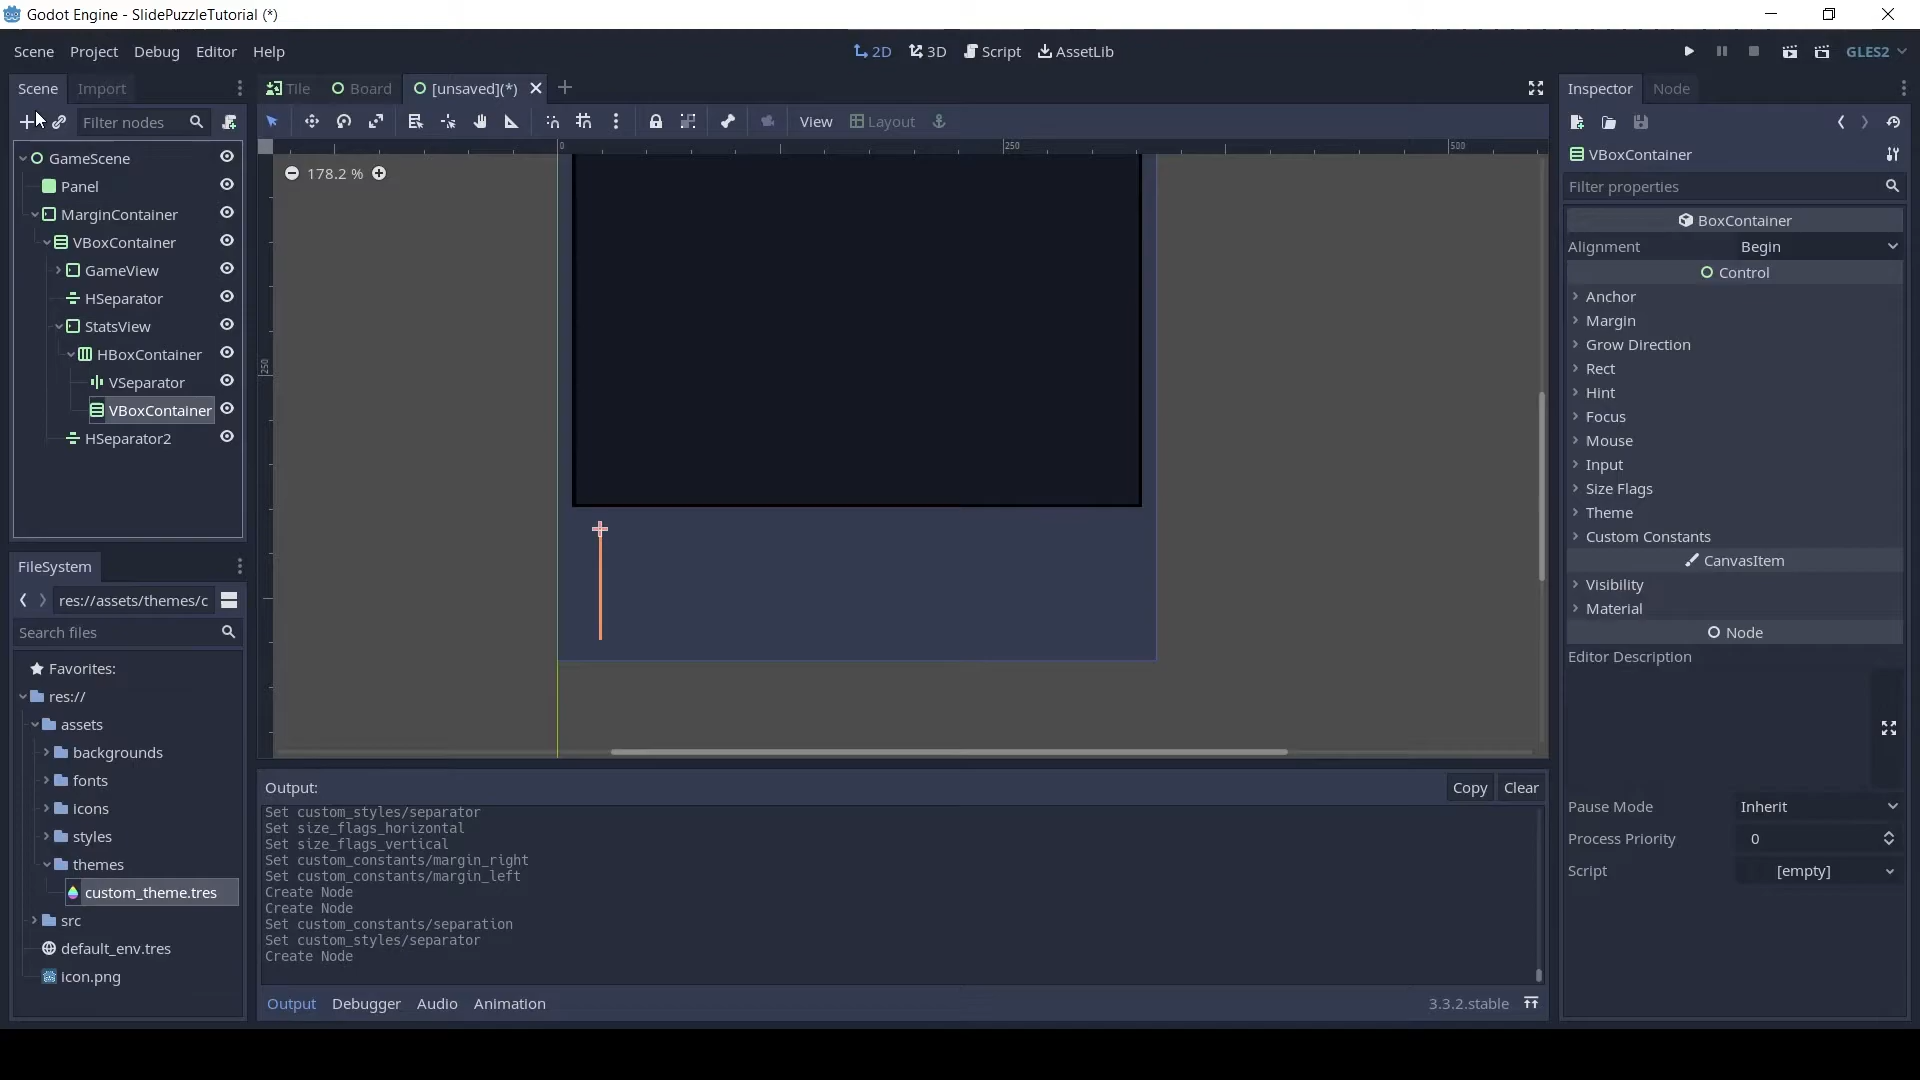 Godot Engine - SlidePuzzleTutorial (*)
Scene Project Debug Editor Help
2D 3D Script AssetLib
GLES2
Scene Import
Tile Board [unsaved](*)
Inspector Node
Filter nodes
View Layout
0 250 500
250
178.2 %
GameScene
Panel
MarginContainer
VBoxContainer
GameView
HSeparator
StatsView
HBoxContainer
VSeparator
VBoxContainer
HSeparator2
FileSystem
res://assets/themes/c
Search files
Favorites:
res://
assets
backgrounds
fonts
icons
styles
themes
custom_theme.tres
src
default_env.tres
icon.png
Output:
Copy Clear
Set custom_styles/separator
Set size_flags_horizontal
Set size_flags_vertical
Set custom_constants/margin_right
Set custom_constants/margin_left
Create Node
Create Node
Set custom_constants/separation
Set custom_styles/separator
Create Node
Output Debugger Audio Animation
3.3.2.stable
VBoxContainer
Filter properties
BoxContainer
Alignment Begin
Control
Anchor
Margin
Grow Direction
Rect
Hint
Focus
Mouse
Input
Size Flags
Theme
Custom Constants
CanvasItem
Visibility
Material
Node
Editor Description
Pause Mode Inherit
Process Priority 0
Script [empty]